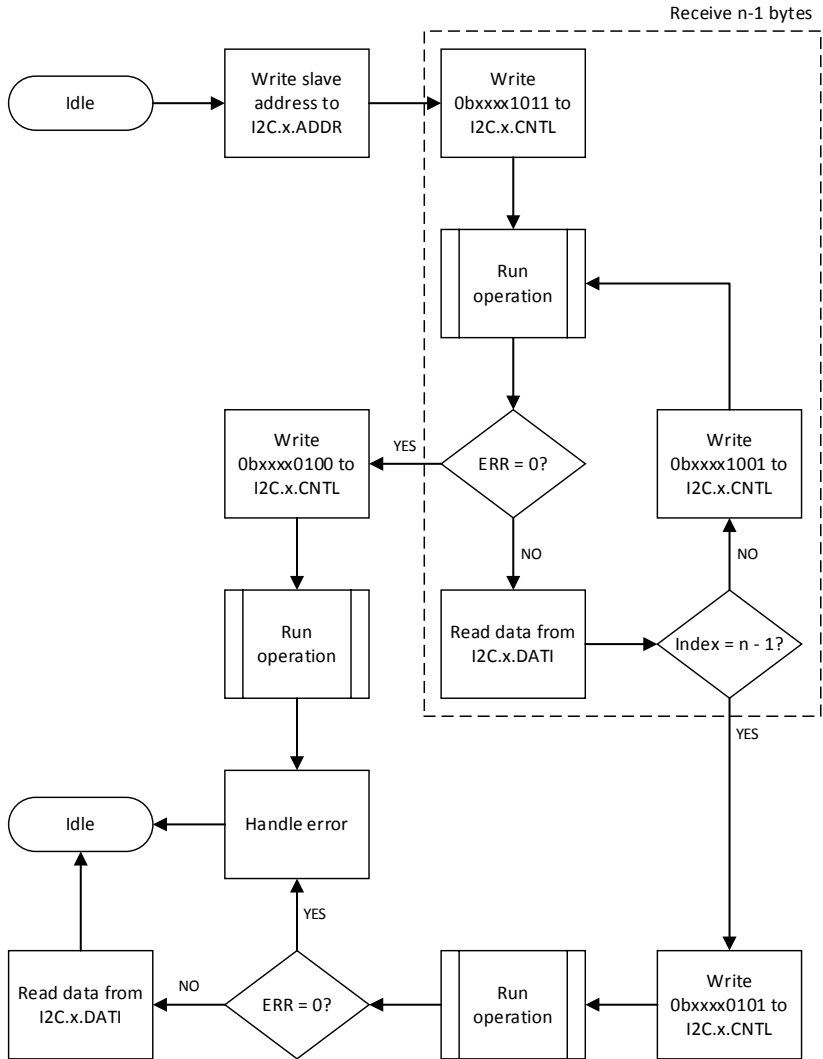 Receive n-1 bytes
Idle
Write slave
address to
I2C.x.ADDR
Write
0bxxxx1011 to
I2C.x.CNTL
Run
operation
Write
0bxxxx0100 to
I2C.x.CNTL
YES
ERR = 0?
Write
0bxxxx1001 to
I2C.x.CNTL
NO
NO
Run
operation
Read data from
I2C.x.DATI
Index = n - 1?
YES
Idle
Handle error
YES
Read data from
I2C.x.DATI
NO
ERR = 0?
Run
operation
Write
0bxxxx0101 to
I2C.x.CNTL